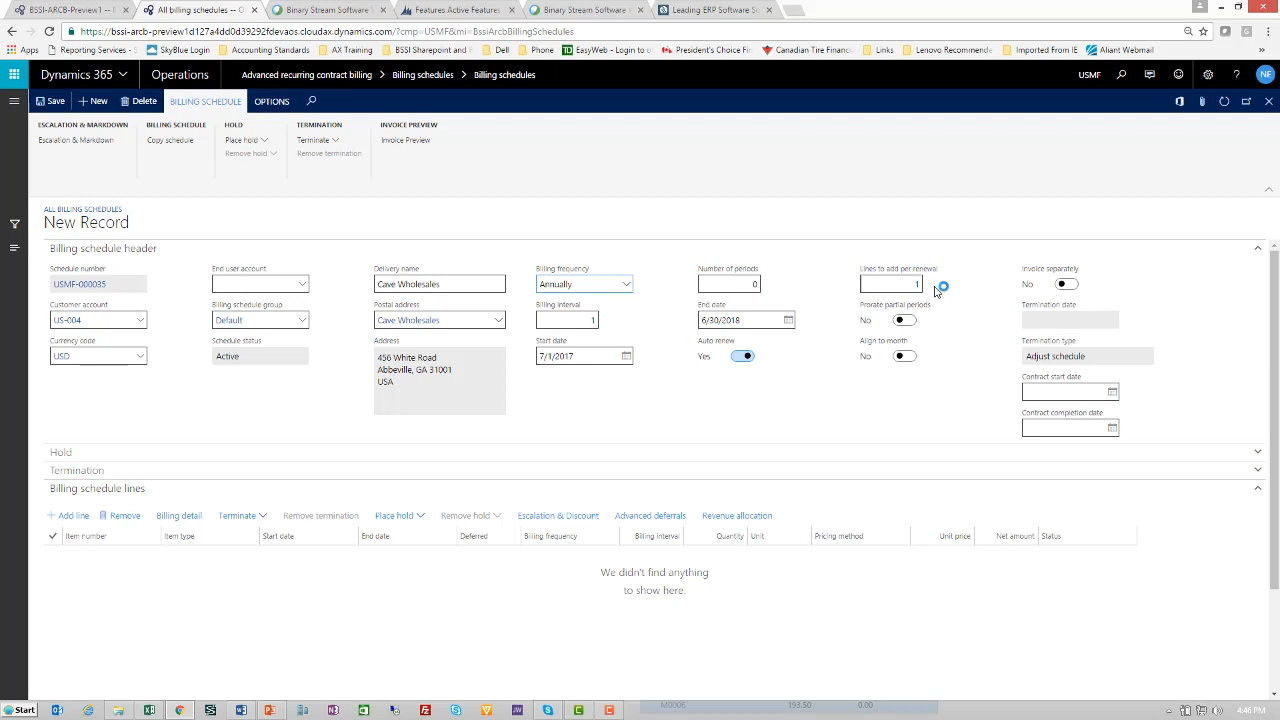 BSSI-ARCB-Preview1 -- F
All billing schedules -- O
Binary Stream Software W
Features Active Features
Binary Stream Software W
Leading ERP Software So
https://bssi-arcb-preview1d127a4dd0d39292fdevaos.cloudax.dynamics.com/?cmp=USMF&mi=BssiArcbBillingSchedules
Apps
Reporting Services -
SkyBlue Login
Accounting Standards
AX Training
BSSI SharePoint
Dell
Phone
EasyWeb - Login to o
President's Choice Fin
Canadian Tire Financ
Links
Lenovo Recommende
Imported From IE
Aliant Webmail
Dynamics 365
Operations
Advanced recurring contract billing > Billing schedules > Billing schedules
USMF
NE
Save
New
Delete
BILLING SCHEDULE
OPTIONS
ESCALATION & MARKDOWN
BILLING SCHEDULE
HOLD
TERMINATION
INVOICE PREVIEW
Escalation & Markdown
Copy schedule
Place hold
Terminate
Invoice Preview
Remove hold
Remove termination
ALL BILLING SCHEDULES
New Record
Billing schedule header
Schedule number
End user account
Delivery name
Billing frequency
Number of periods
Lines to add per renewal
Invoice separately
USMF-000035
Cave Wholesales
Annually
0
1
No
Customer account
Billing schedule group
Postal address
Billing interval
End date
Prorate partial periods
Termination date
US-004
Default
Cave Wholesales
1
6/30/2018
No
Currency code
Schedule status
Address
Start date
Auto renew
Align to month
Termination type
USD
Active
456 White Road
Abbeville, GA 31001
USA
7/1/2017
Yes
No
Adjust schedule
Contract start date
Contract completion date
Hold
Termination
Billing schedule lines
Add line
Remove
Billing detail
Terminate
Remove termination
Place hold
Remove hold
Escalation & Discount
Advanced deferrals
Revenue allocation
Item number
Item type
Start date
End date
Deferred
Billing frequency
Billing interval
Quantity
Unit
Pricing method
Unit price
Net amount
Status
We didn't find anything
to show here.
Start
M0006
193.50
0.00
4:46 PM